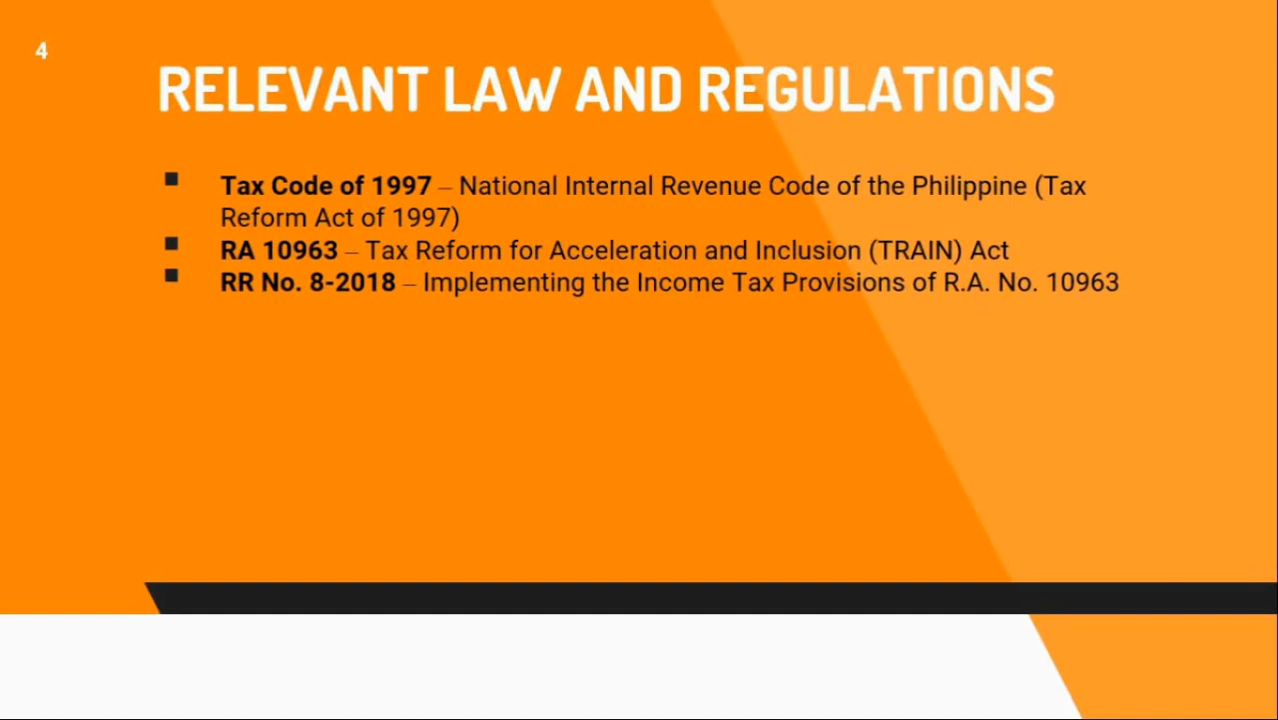 4
RELEVANT LAW AND REGULATIONS
▪ Tax Code of 1997 – National Internal Revenue Code of the Philippine (Tax
Reform Act of 1997)
▪ RA 10963 – Tax Reform for Acceleration and Inclusion (TRAIN) Act
▪ RR No. 8-2018 – Implementing the Income Tax Provisions of R.A. No. 10963